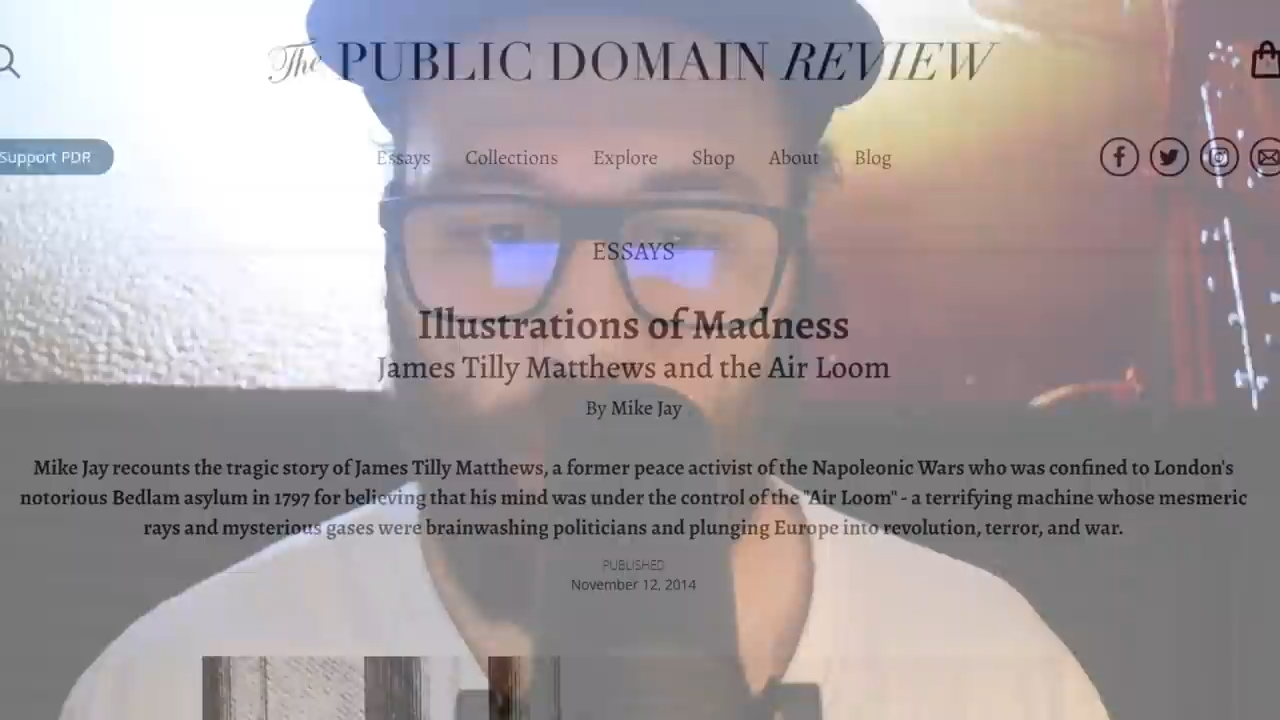 The PUBLIC DOMAIN REVIEW
Support PDR
Essays Collections Explore Shop About Blog
ESSAYS
Illustrations of Madness
James Tilly Matthews and the Air Loom
By Mike Jay
Mike Jay recounts the tragic story of James Tilly Matthews, a former peace activist of the Napoleonic Wars who was confined to London's
notorious Bedlam asylum in 1797 for believing that his mind was under the control of the "Air Loom" - a terrifying machine whose mesmeric
rays and mysterious gases were brainwashing politicians and plunging Europe into revolution, terror, and war.
PUBLISHED
November 12, 2014